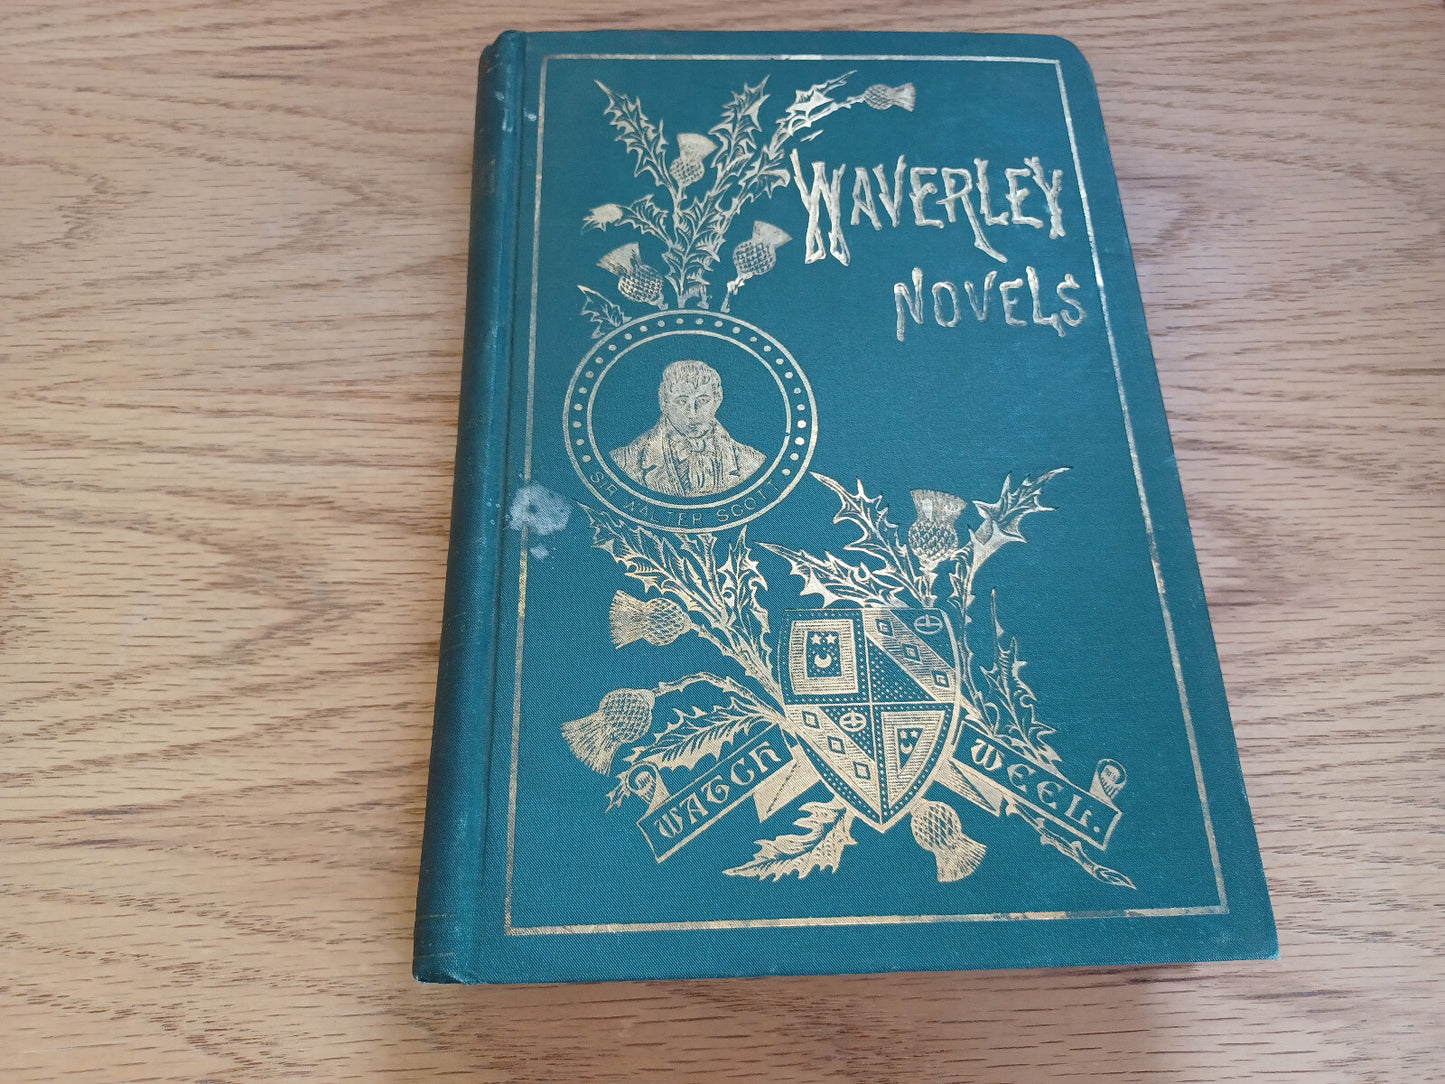 WAVERLEY
NOVELS
SIR WALTER SCOTT
WATCH
WEEL.